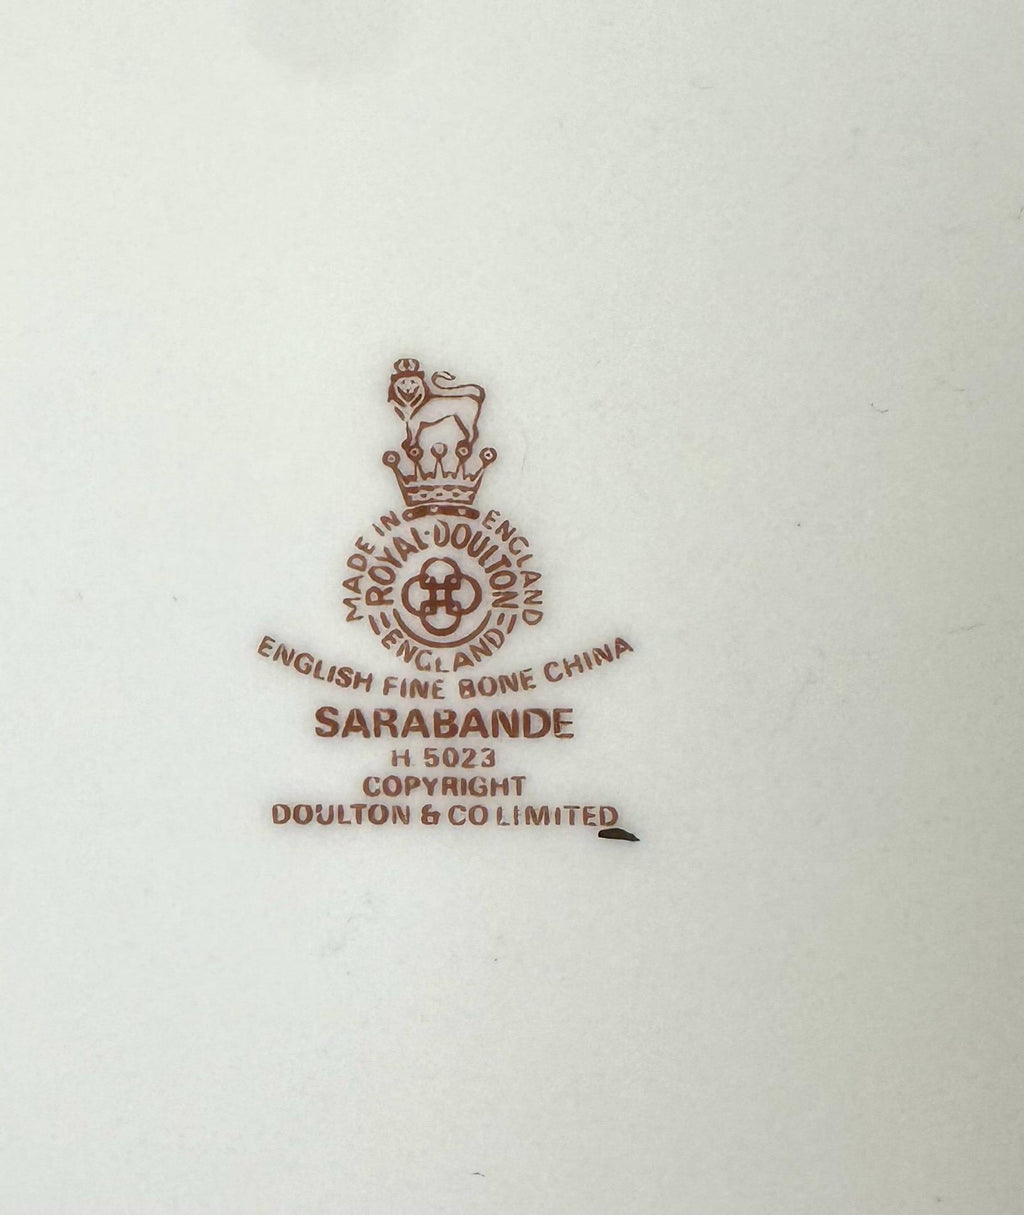 MADE IN ENGLAND
ROYAL·DOULTON
ENGLAND
ENGLISH FINE BONE CHINA
SARABANDE
H 5023
COPYRIGHT
DOULTON & CO LIMITED